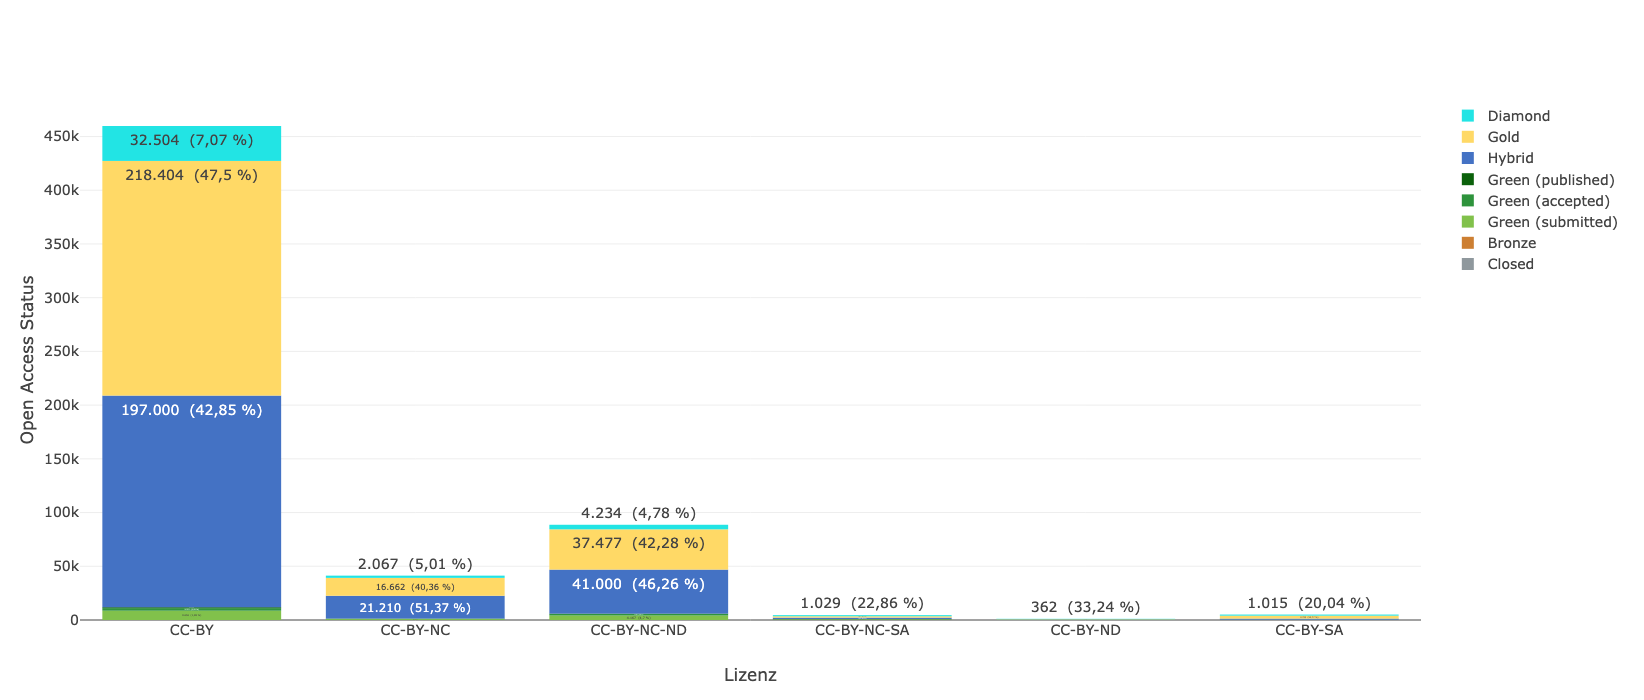 Diamond
Gold
Hybrid
Green (published)
Green (accepted)
Green (submitted)
Bronze
Closed
Open Access Status
450k
400k
350k
300k
250k
200k
150k
100k
50k
0
32.504 (7,07 %)
218.404 (47,5 %)
197.000 (42,85 %)
2.067 (5,01 %)
16.662 (40,36 %)
21.210 (51,37 %)
4.234 (4,78 %)
37.477 (42,28 %)
41.000 (46,26 %)
1.029 (22,86 %)
362 (33,24 %)
1.015 (20,04 %)
CC-BY
CC-BY-NC
CC-BY-NC-ND
CC-BY-NC-SA
CC-BY-ND
CC-BY-SA
Lizenz